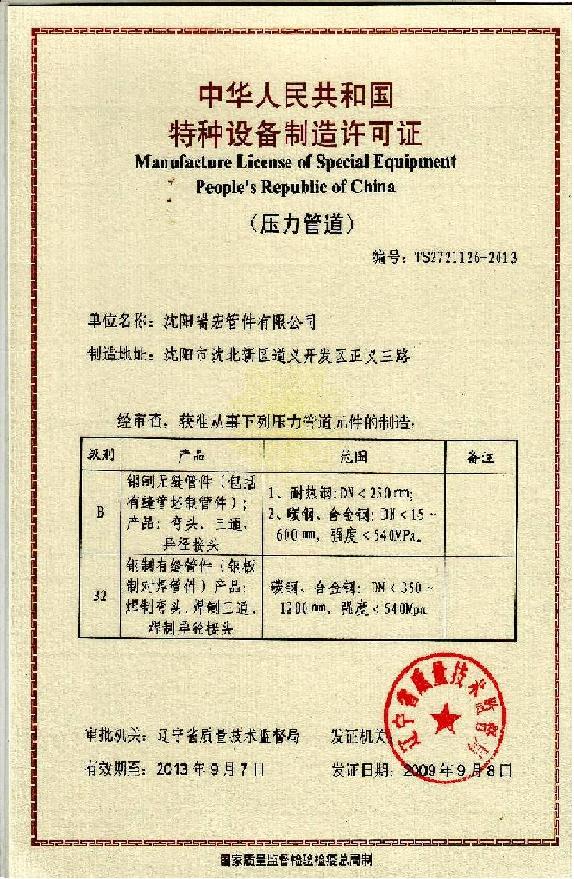 中华人民共和国
特种设备制造许可证
Manufacture License of Special Equipment
People's Republic of China
（压力管道）
编号：TS2721126-2013
单位名称：沈阳瑞宏管件有限公司
制造地址：沈阳市沈北新区道义开发区正义三路
经审查，获准从事下列压力管道元件的制造：
级别 产品 范围 备注
B
钢制无缝管件（包括
有缝管坯制管件）；
产品：弯头、三通、
异径接头
1、耐热钢：DN＜250mm；
2、碳钢、合金钢：DN＜15～
600mm，强度＜540MPa。
钢制有缝管件（钢板
制对焊管件）产品：
焊制弯头、焊制三通、
焊制异径接头
碳钢、合金钢：DN＜350～
1200mm，强度＜540Mpa
辽宁省质量技术监督局
审批机关：辽宁省质量技术监督局 发证机关
有效期至：2013年9月7日 发证日期：2009年9月8日
国家质量监督检验检疫总局制